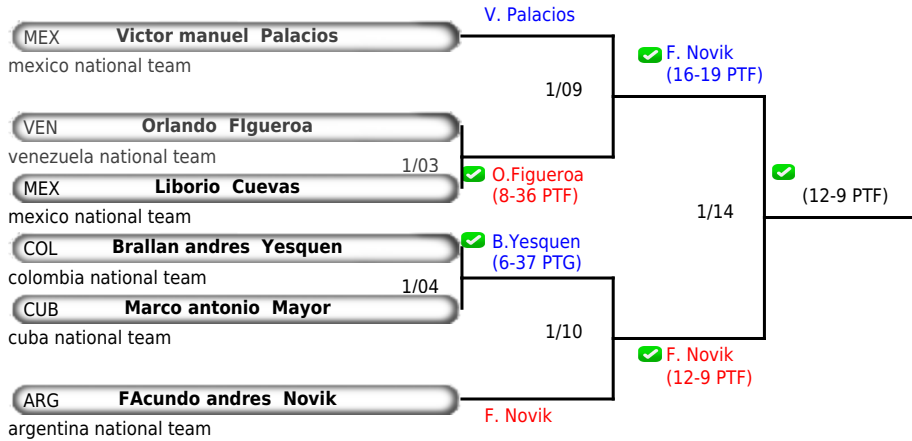 V. Palacios
MEX Victor manuel Palacios
mexico national team
F. Novik
(16-19 PTF)
1/09
VEN Orlando FIgueroa
venezuela national team
1/03
O.Figueroa
(8-36 PTF)
MEX Liborio Cuevas
mexico national team
(12-9 PTF)
1/14
COL Brallan andres Yesquen
colombia national team
B.Yesquen
(6-37 PTG)
1/04
CUB Marco antonio Mayor
cuba national team
1/10
F. Novik
(12-9 PTF)
ARG FAcundo andres Novik
argentina national team
F. Novik